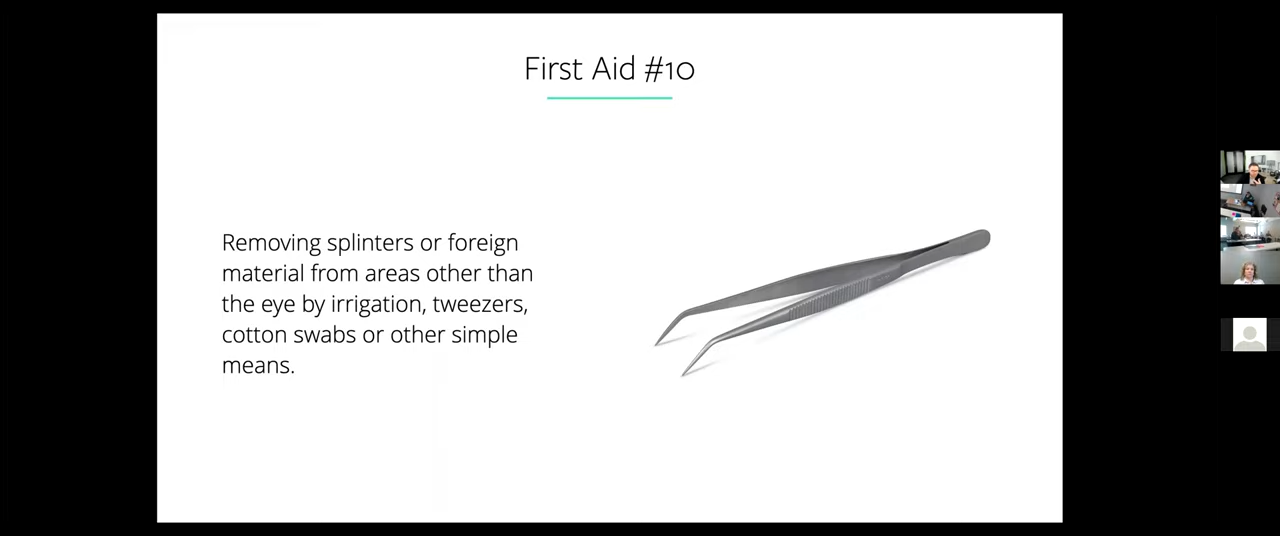 First Aid #10
Removing splinters or foreign
material from areas other than
the eye by irrigation, tweezers,
cotton swabs or other simple
means.